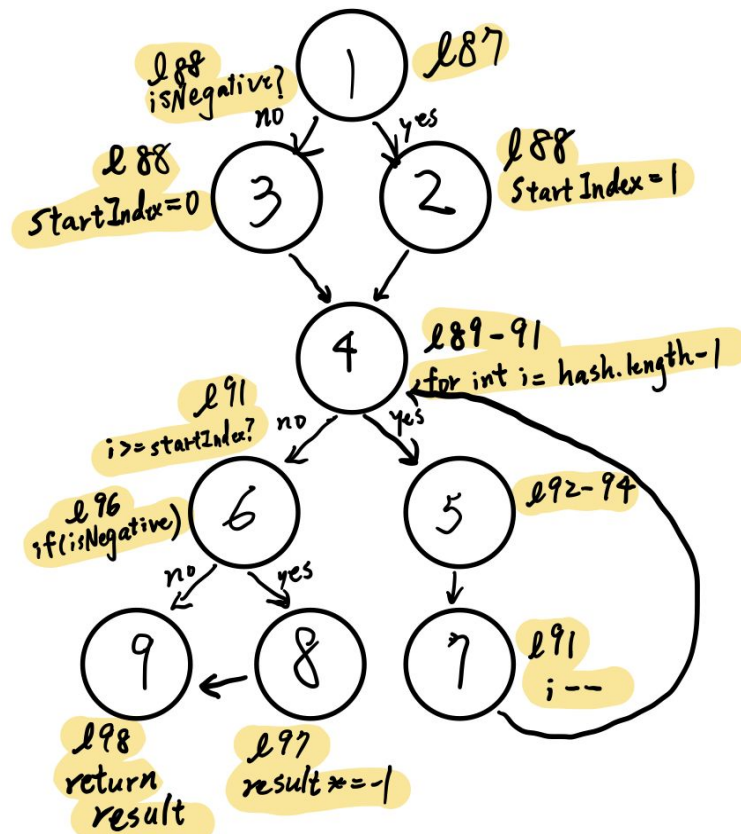 1
l87
l88
isNegative?
no
yes
l88
startIndex=0
3
2
l88
startIndex=1
4
l89-91
for int i= hash.length-1
l91
i>=startIndex?
no
yes
l96
if(isNegative)
6
5
l92-94
no
yes
9
8
7
l91
i--
l98
return
result
l97
result*=-1